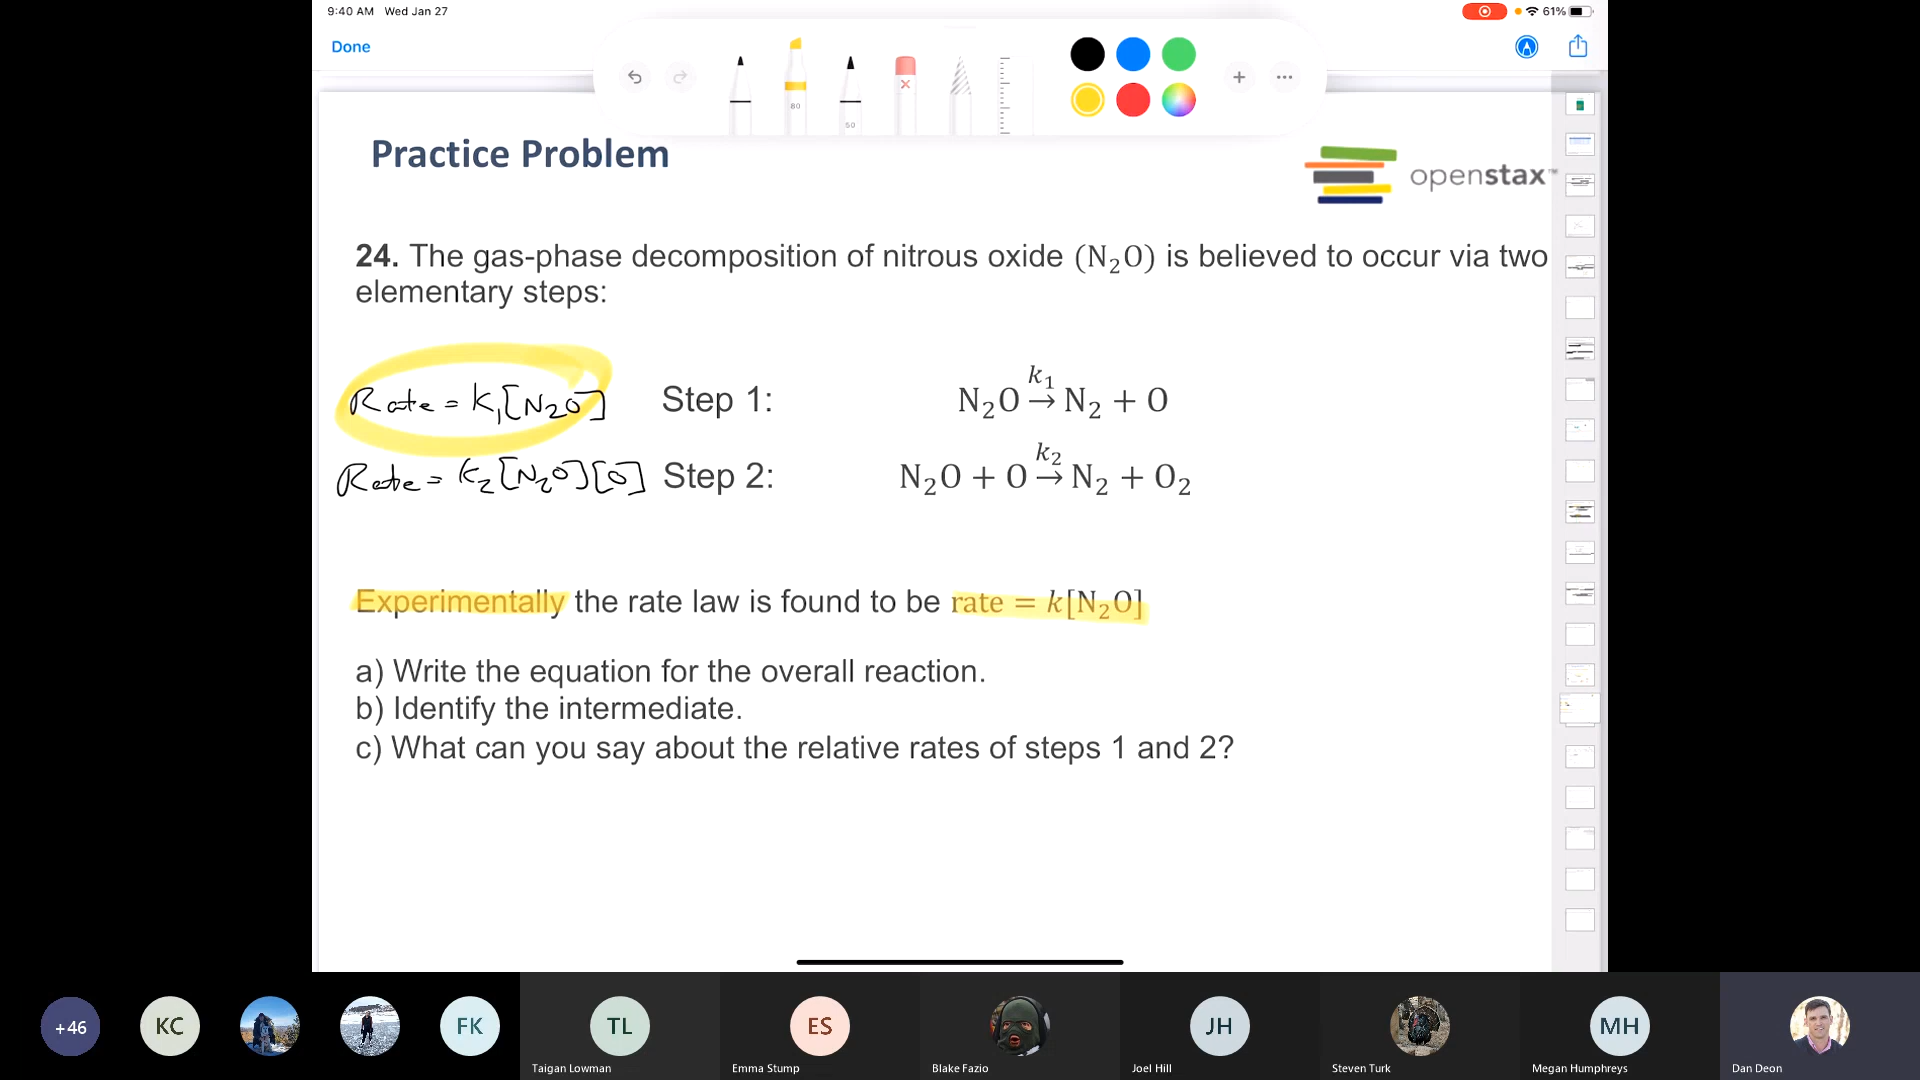 9:40 AM Wed Jan 27
61%
Done
80
50
Practice Problem
openstax™
24. The gas-phase decomposition of nitrous oxide (N₂O) is believed to occur via two
elementary steps:
Rate = k₁[N₂O] Step 1: N₂O →(k₁) N₂ + O
Rate = k₂[N₂O][O] Step 2: N₂O + O →(k₂) N₂ + O₂
Experimentally the rate law is found to be rate = k[N₂O]
a) Write the equation for the overall reaction.
b) Identify the intermediate.
c) What can you say about the relative rates of steps 1 and 2?
+46 KC FK TL ES JH MH
Taigan Lowman Emma Stump Blake Fazio Joel Hill Steven Turk Megan Humphreys Dan Deon